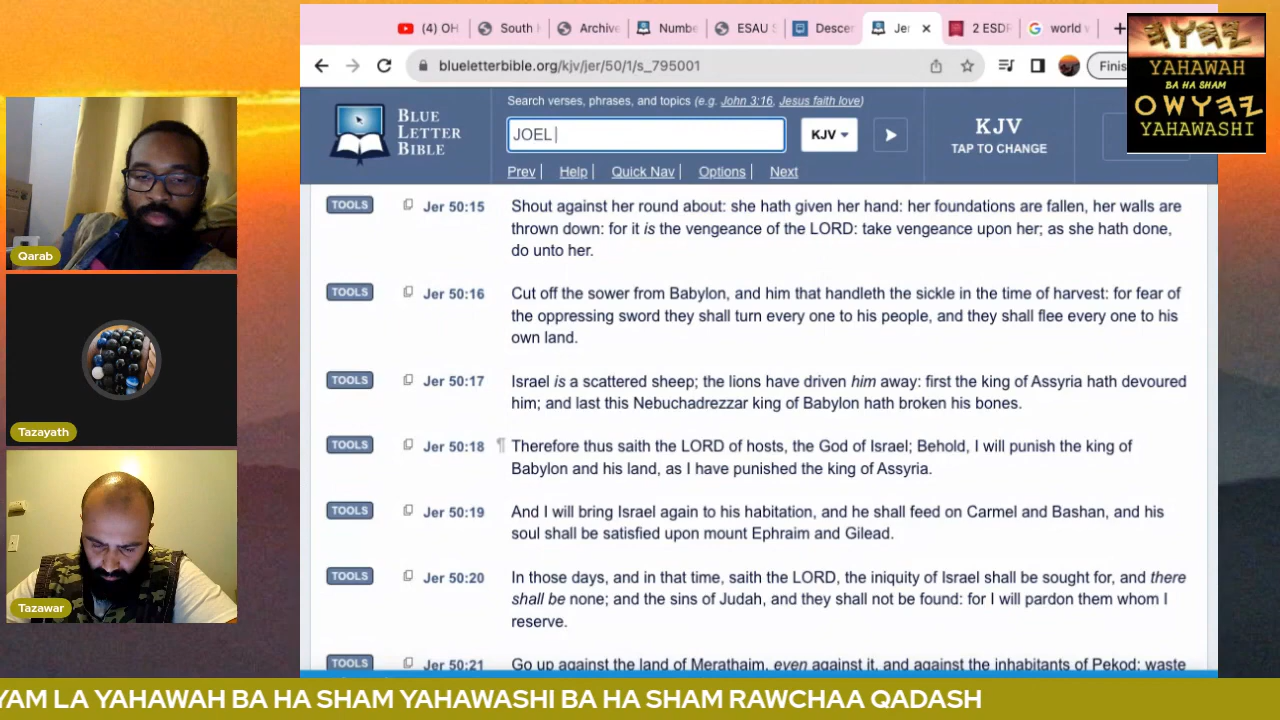 (4) OH
South
Archive
Numbe
ESAU S
Descer
Jer
2 ESDI
world v
blueletterbible.org/kjv/jer/50/1/s_795001
Finis
YAHAWAH
BA HA SHAM
YAHAWASHI
BLUE
LETTER
BIBLE
Search verses, phrases, and topics (e.g. John 3:16, Jesus faith love)
JOEL
KJV
Prev | Help | Quick Nav | Options | Next
KJV
TAP TO CHANGE
TOOLS Jer 50:15 Shout against her round about: she hath given her hand: her foundations are fallen, her walls are
thrown down: for it is the vengeance of the LORD: take vengeance upon her; as she hath done,
do unto her.
TOOLS Jer 50:16 Cut off the sower from Babylon, and him that handleth the sickle in the time of harvest: for fear of
the oppressing sword they shall turn every one to his people, and they shall flee every one to his
own land.
TOOLS Jer 50:17 Israel is a scattered sheep; the lions have driven him away: first the king of Assyria hath devoured
him; and last this Nebuchadrezzar king of Babylon hath broken his bones.
TOOLS Jer 50:18 ¶ Therefore thus saith the LORD of hosts, the God of Israel; Behold, I will punish the king of
Babylon and his land, as I have punished the king of Assyria.
TOOLS Jer 50:19 And I will bring Israel again to his habitation, and he shall feed on Carmel and Bashan, and his
soul shall be satisfied upon mount Ephraim and Gilead.
TOOLS Jer 50:20 In those days, and in that time, saith the LORD, the iniquity of Israel shall be sought for, and there
shall be none; and the sins of Judah, and they shall not be found: for I will pardon them whom I
reserve.
TOOLS Jer 50:21 Go up against the land of Merathaim, even against it, and against the inhabitants of Pekod: waste
Qarab
Tazayath
Tazawar
YAM LA YAHAWAH BA HA SHAM YAHAWASHI BA HA SHAM RAWCHAA QADASH